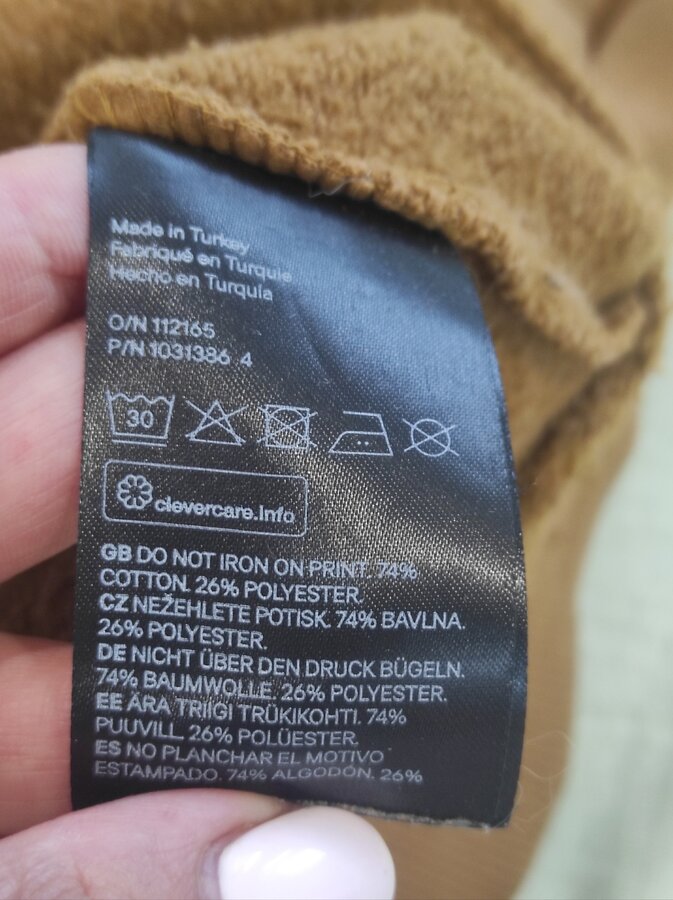 Made in Turkey
Fabriqué en Turquie
Hecho en Turquía
O/N 112165
P/N 1031386 4
30
clevercare.info
GB DO NOT IRON ON PRINT. 74%
COTTON. 26% POLYESTER.
CZ NEŽEHLETE POTISK. 74% BAVLNA.
26% POLYESTER.
DE NICHT ÜBER DEN DRUCK BÜGELN.
74% BAUMWOLLE. 26% POLYESTER.
EE ÄRA TRIIGI TRÜKIKOHTI. 74%
PUUVILL. 26% POLÜESTER.
ES NO PLANCHAR EL MOTIVO
ESTAMPADO. 74% ALGODÓN. 26%